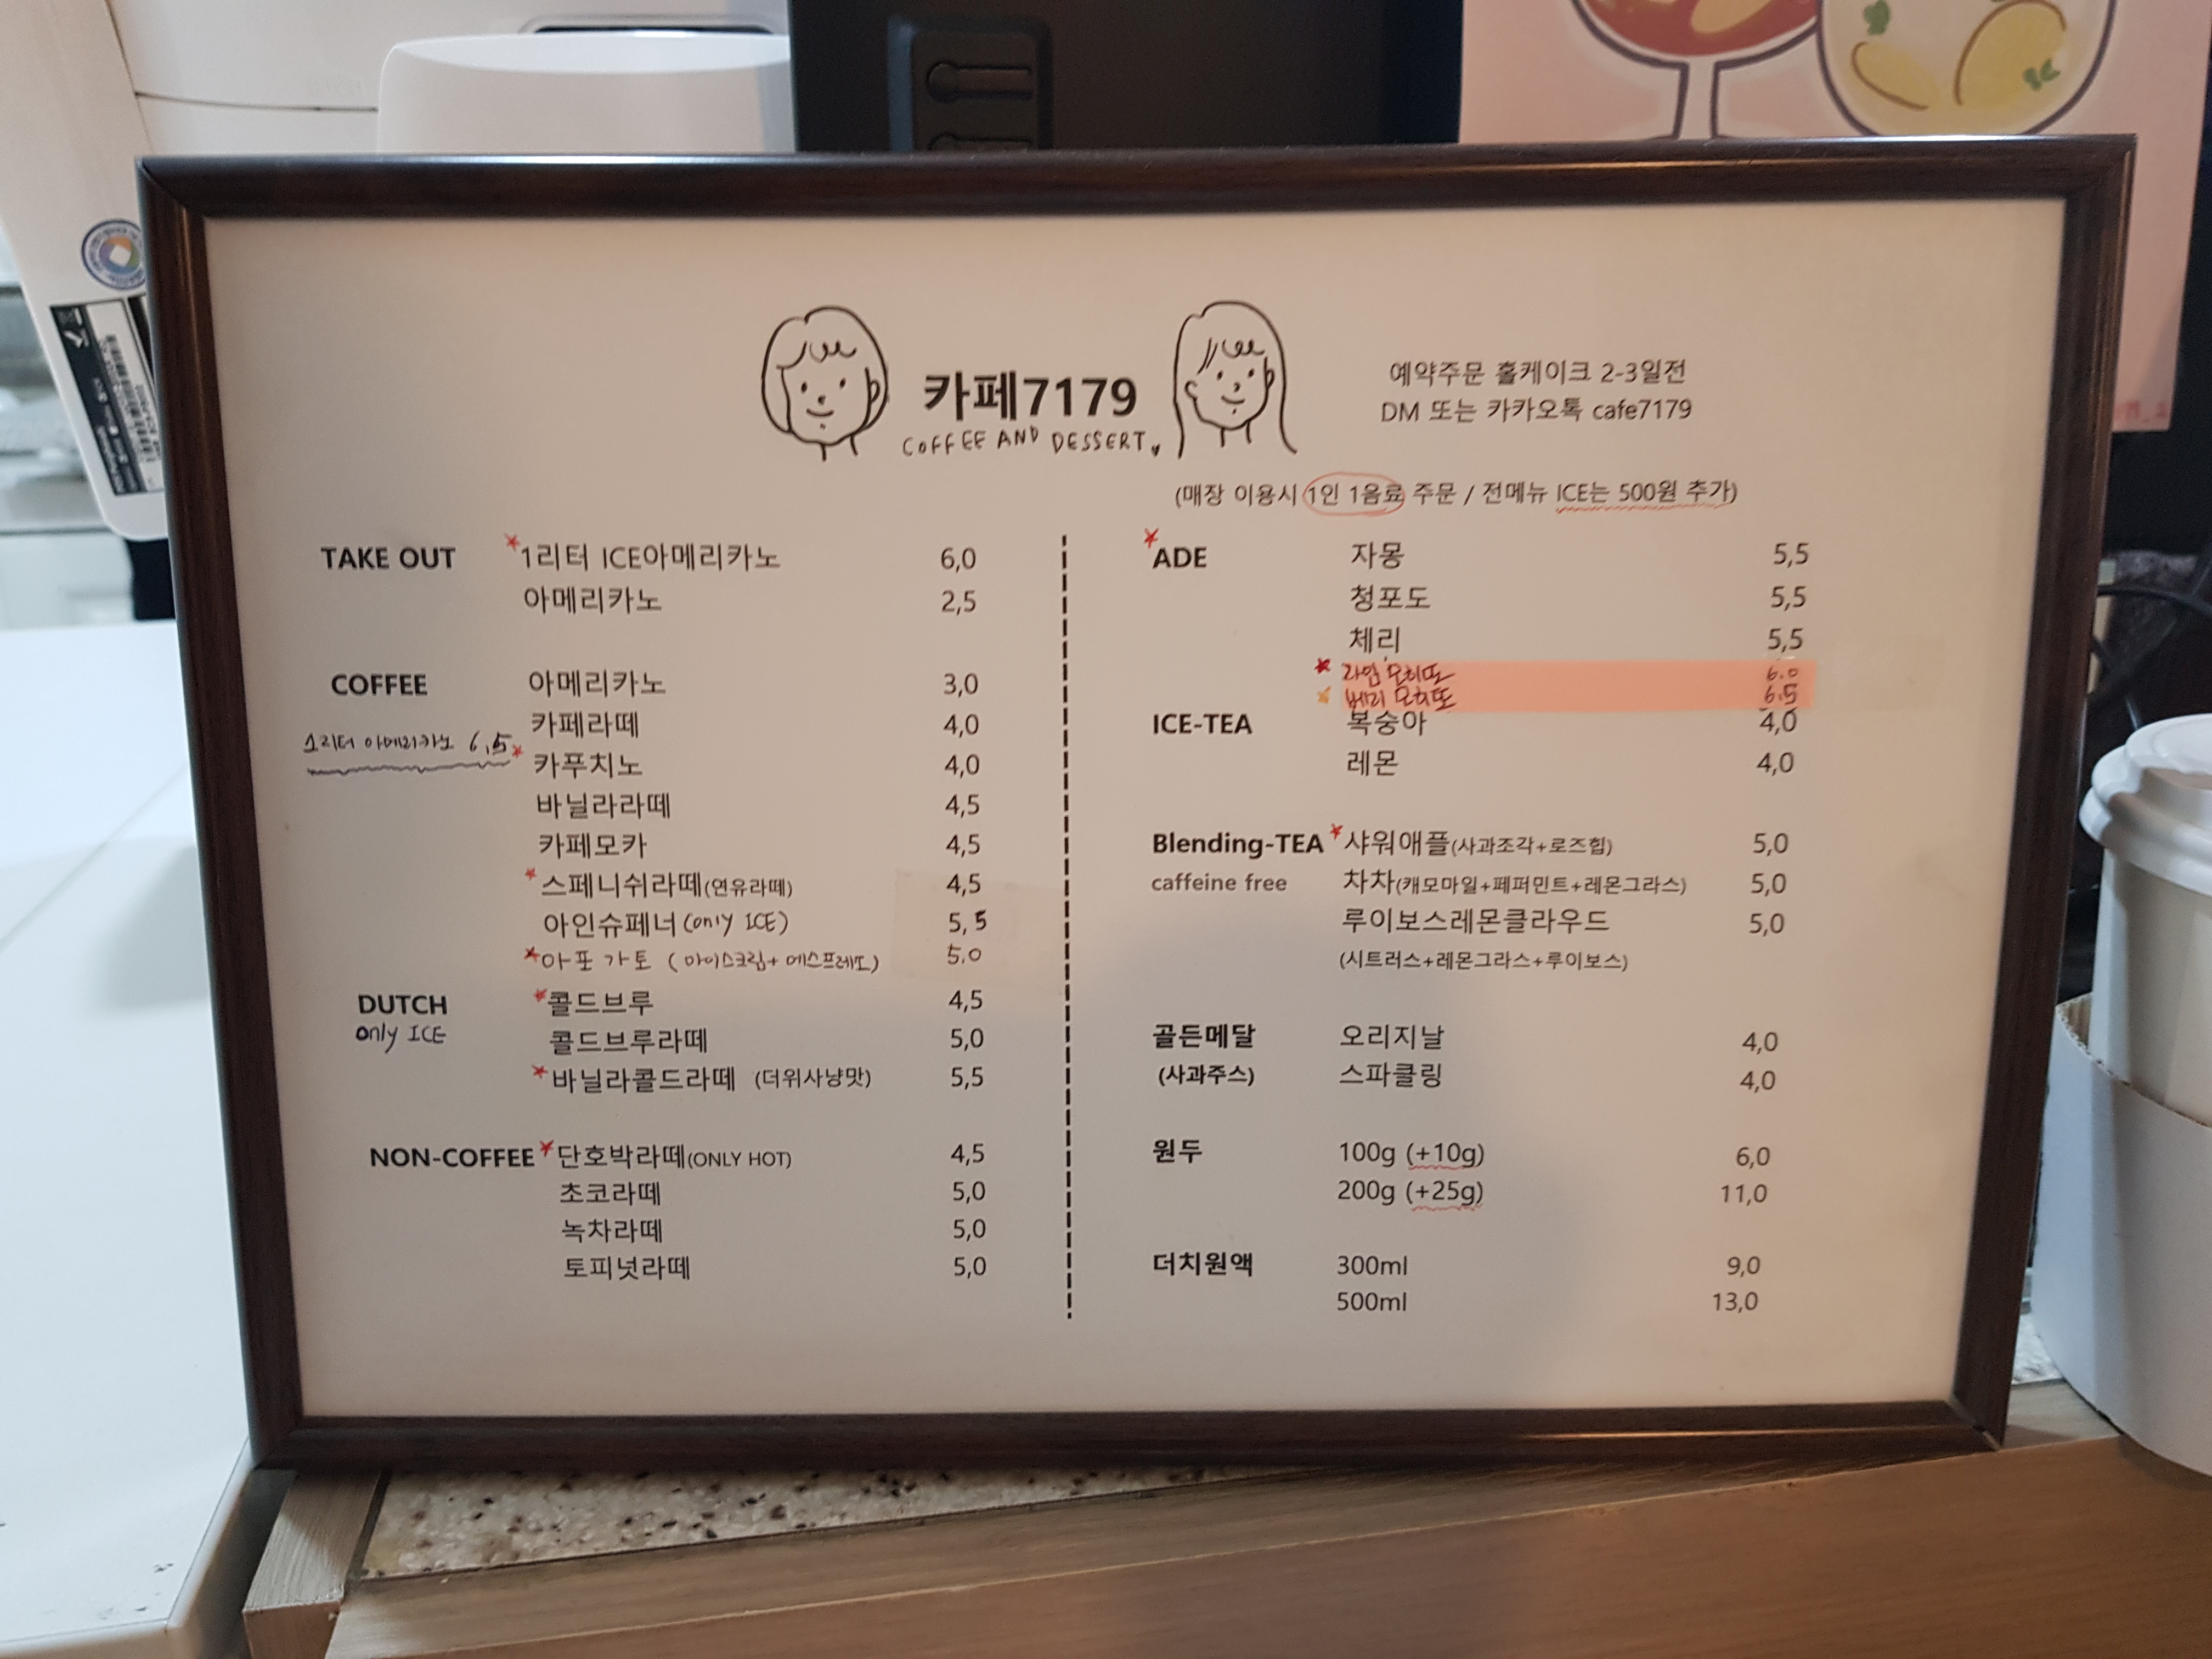 카페7179
COFFEE AND DESSERT
예약주문 홀케이크 2-3일전
DM 또는 카카오톡 cafe7179
(매장 이용시 1인 1음료 주문 / 전메뉴 ICE는 500원 추가)
TAKE OUT 1리터 ICE아메리카노 6,0
아메리카노 2,5
COFFEE 아메리카노 3,0
카페라떼 4,0
1리터 아메리카노 6,5
카푸치노 4,0
바닐라라떼 4,5
카페모카 4,5
스페니쉬라떼(연유라떼) 4,5
아인슈페너(only ICE) 5,5
아포가토 (아이스크림+에스프레소) 5.0
DUTCH 콜드브루 4,5
only ICE 콜드브루라떼 5,0
바닐라콜드라떼 (더위사냥맛) 5,5
NON-COFFEE 단호박라떼(ONLY HOT) 4,5
초코라떼 5,0
녹차라떼 5,0
토피넛라떼 5,0
ADE 자몽 5,5
청포도 5,5
체리 5,5
라임 모히또 6.0
베리 모히또 6.5
ICE-TEA 복숭아 4,0
레몬 4,0
Blending-TEA 샤워애플(사과조각+로즈힙) 5,0
caffeine free 차차(캐모마일+페퍼민트+레몬그라스) 5,0
루이보스레몬클라우드 5,0
(시트러스+레몬그라스+루이보스)
골든메달 오리지날 4,0
(사과주스) 스파클링 4,0
원두 100g (+10g) 6,0
200g (+25g) 11,0
더치원액 300ml 9,0
500ml 13,0